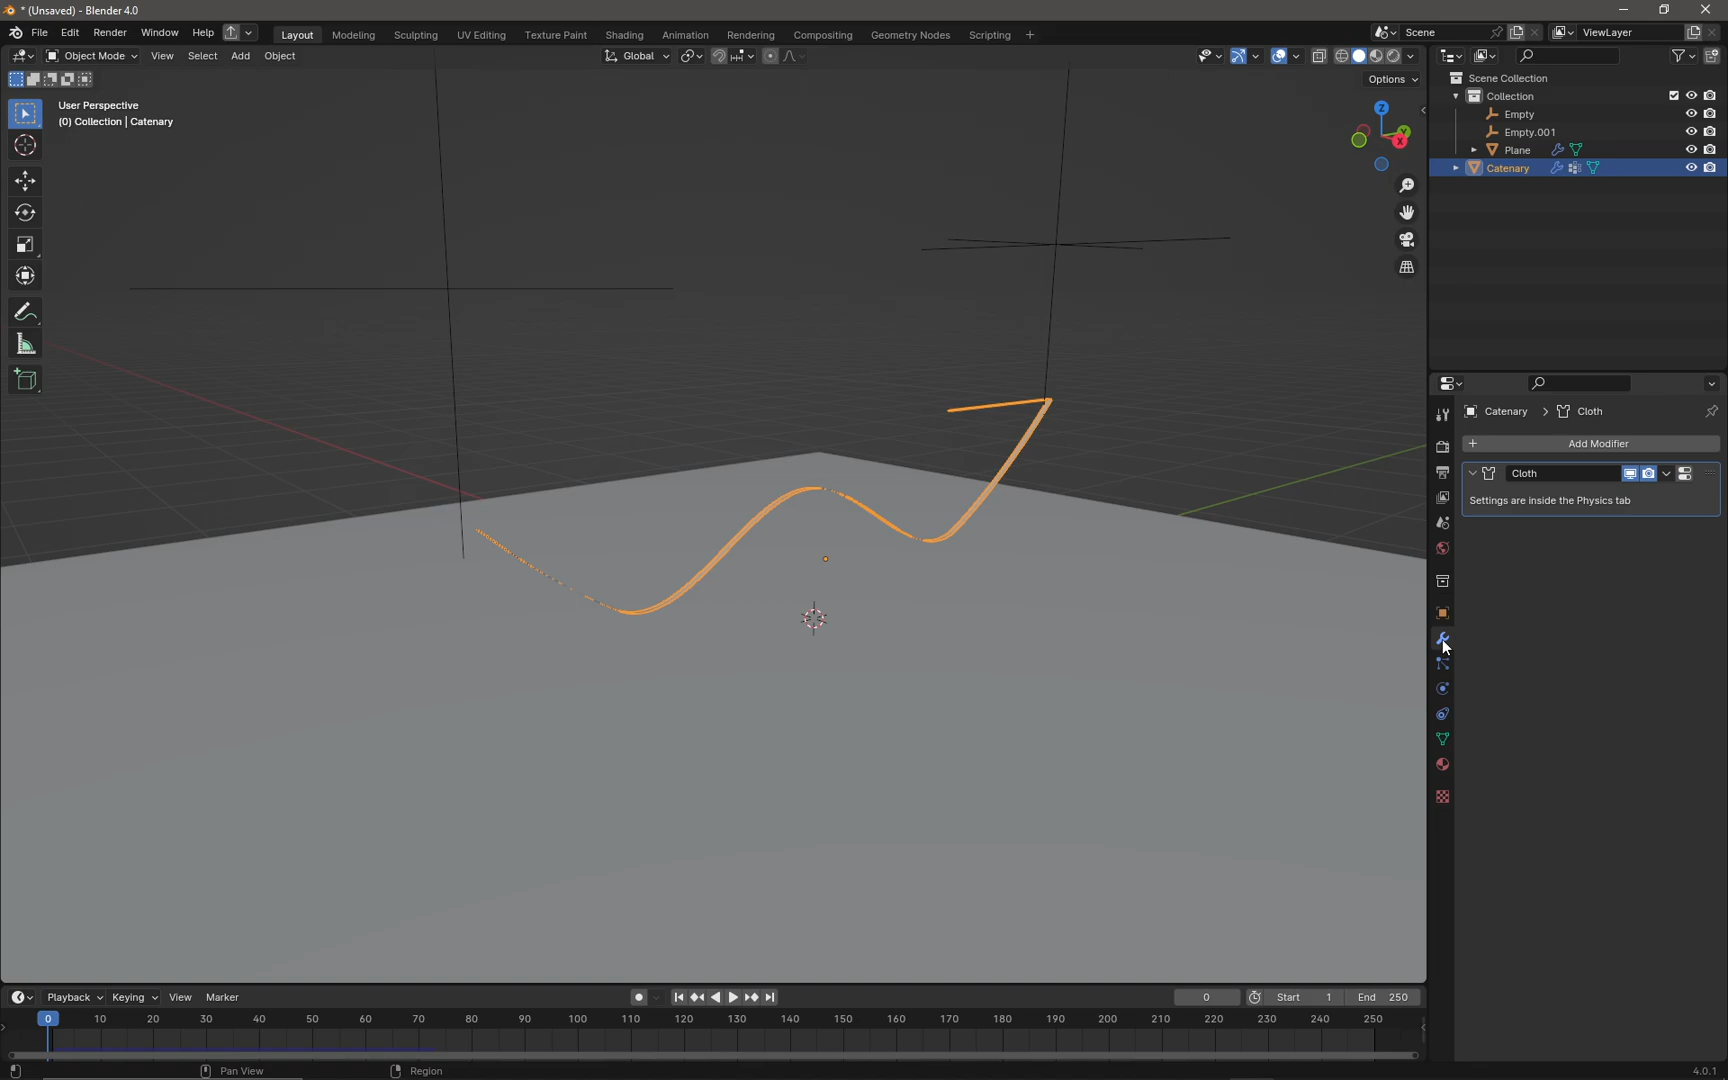 * (Unsaved) - Blender 4.0
File Edit Render Window Help Layout Modeling Sculpting UV Editing Texture Paint Shading Animation Rendering Compositing Geometry Nodes Scripting + Scene ViewLayer
Object Mode View Select Add Object Global
Options
User Perspective
(0) Collection | Catenary
Z
Y
X
Scene Collection
Collection
Empty
Empty.001
Plane
Catenary
Catenary > Cloth
+ Add Modifier
Cloth
Settings are inside the Physics tab
Playback Keying View Marker 0 Start 1 End 250
0 10 20 30 40 50 60 70 80 90 100 110 120 130 140 150 160 170 180 190 200 210 220 230 240 250
Pan View Region 4.0.1